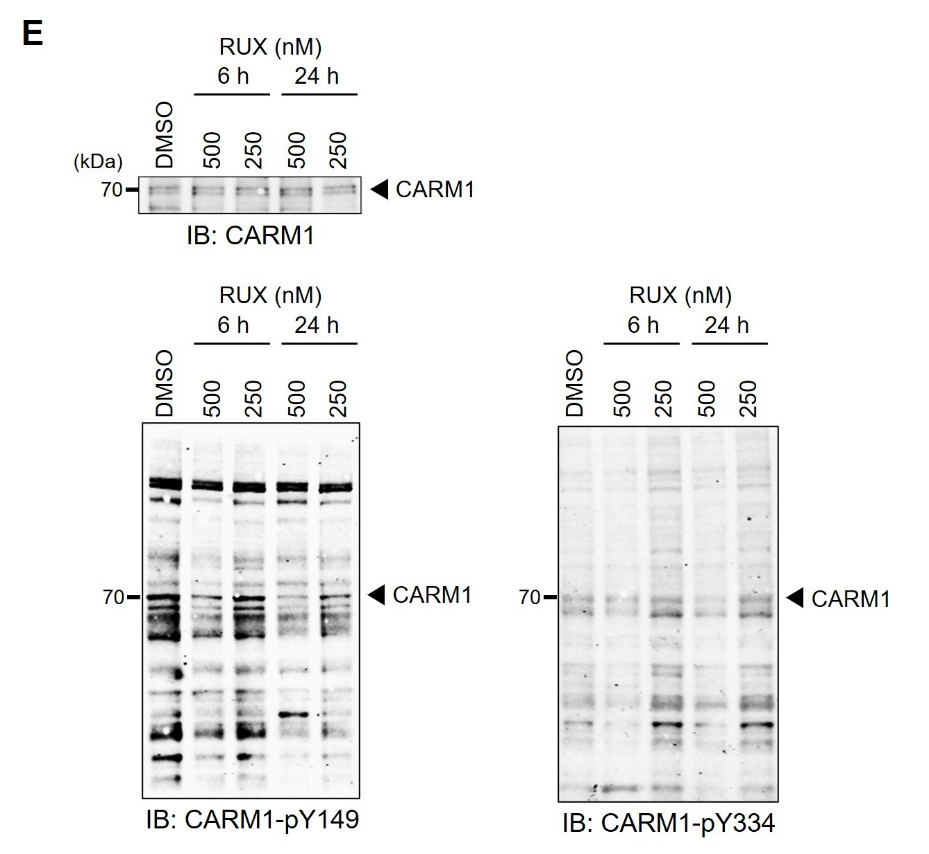 E
RUX (nM)
6 h 24 h
DMSO 500 250 500 250
(kDa)
70 CARM1
IB: CARM1
RUX (nM)
6 h 24 h
DMSO 500 250 500 250
70 CARM1
IB: CARM1-pY149
RUX (nM)
6 h 24 h
DMSO 500 250 500 250
70 CARM1
IB: CARM1-pY334